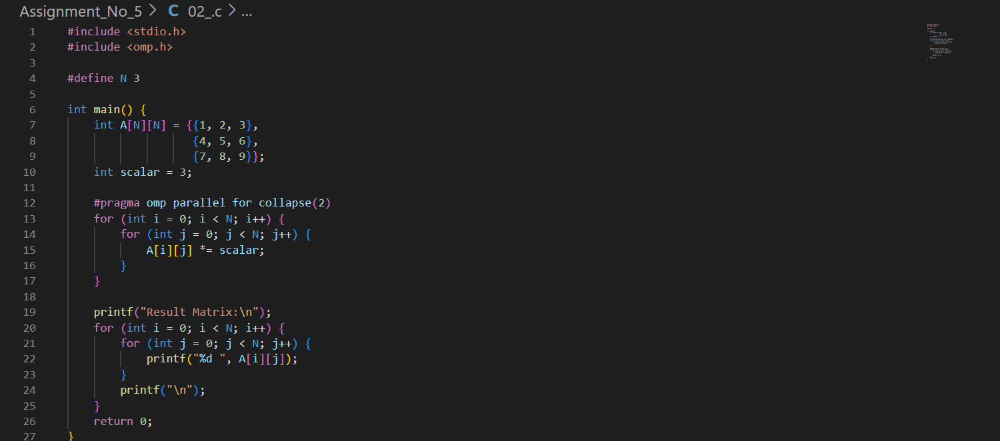 Assignment_No_5 > C 02_.c > ...
1 #include <stdio.h>
2 #include <omp.h>
3
4 #define N 3
5
6 int main() {
7     int A[N][N] = {{1, 2, 3},
8                    {4, 5, 6},
9                    {7, 8, 9}};
10     int scalar = 3;
11
12     #pragma omp parallel for collapse(2)
13     for (int i = 0; i < N; i++) {
14         for (int j = 0; j < N; j++) {
15             A[i][j] *= scalar;
16         }
17     }
18
19     printf("Result Matrix:\n");
20     for (int i = 0; i < N; i++) {
21         for (int j = 0; j < N; j++) {
22             printf("%d ", A[i][j]);
23         }
24         printf("\n");
25     }
26     return 0;
27 }